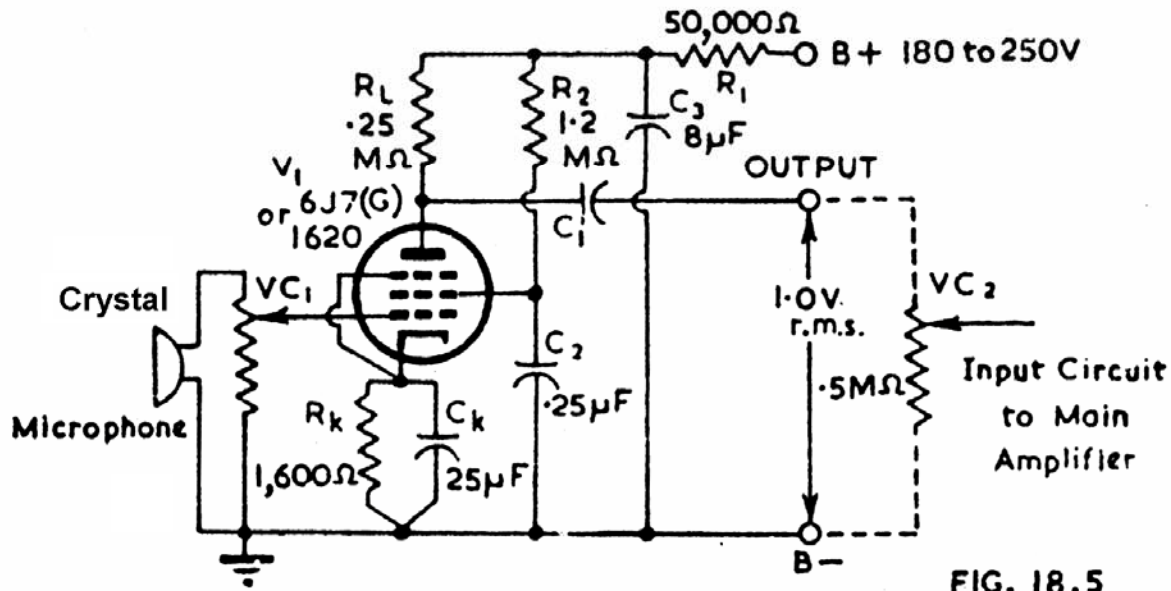 50,000Ω
B+ 180 to 250V
R1
RL
·25
MΩ
R2
1·2
MΩ
C3
8µF
V1
or 6J7(G)
1620
OUTPUT
C1
Crystal
Microphone
VC1
1·0V.
r.m.s.
VC2
·5MΩ
Input Circuit
to Main
Amplifier
C2
·25µF
Rk
1,600Ω
Ck
25µF
B-
FIG. 18.5